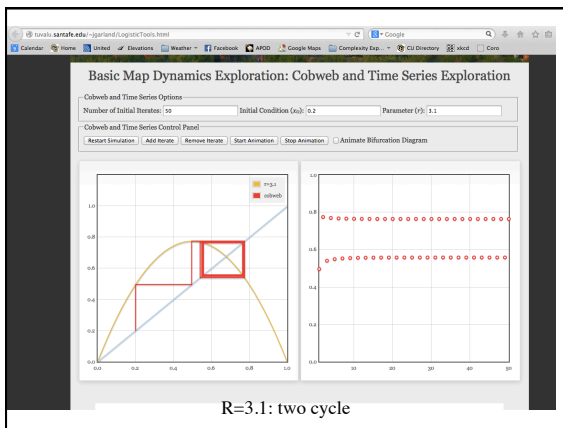 tuvalu.santafe.edu/~jgarland/LogisticTools.html
Google
Calendar Home United Elevations Weather Facebook APOD Google Maps Complexity Exp... CU Directory xkcd Coro
Basic Map Dynamics Exploration: Cobweb and Time Series Exploration
Cobweb and Time Series Options
Number of Initial Iterates: 50 Initial Condition (x₀): 0.2 Parameter (r): 3.1
Cobweb and Time Series Control Panel
Restart Simulation Add Iterate Remove Iterate Start Animation Stop Animation Animate Bifurcation Diagram
r=3.1
cobweb
1.0
0.8
0.6
0.4
0.2
0.0
0.0 0.2 0.4 0.6 0.8 1.0
1.0
0.8
0.6
0.4
0.2
0.0
10 20 30 40 50
R=3.1: two cycle